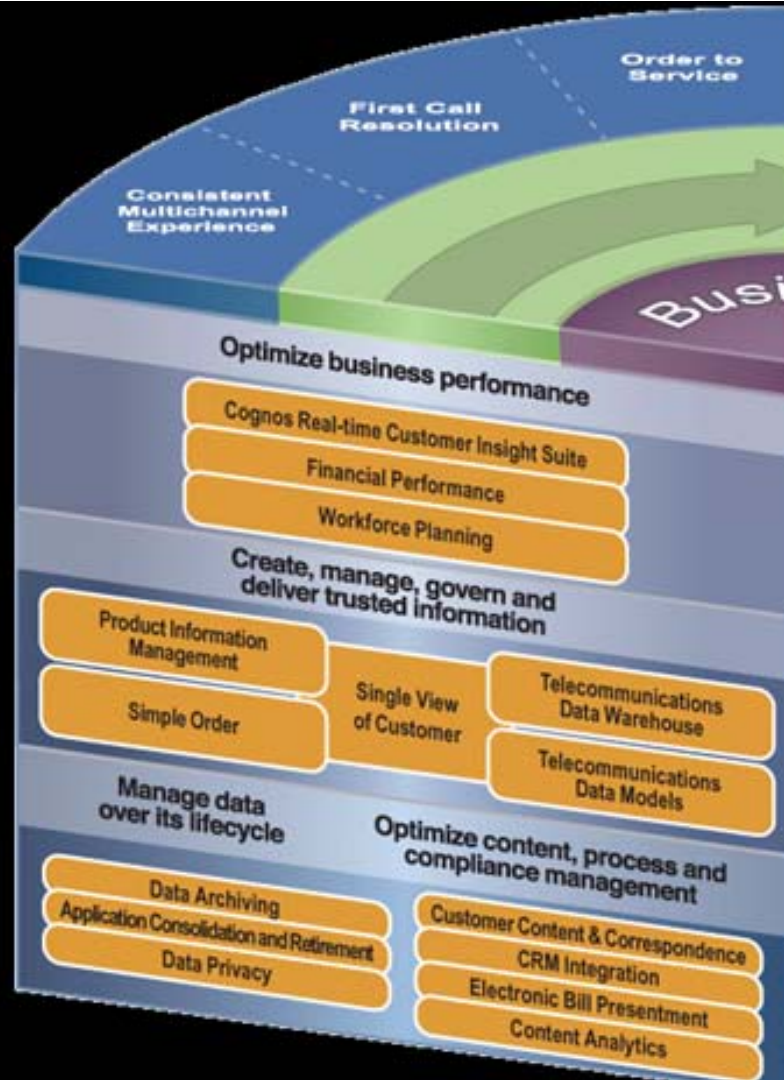 Order to
Service
First Call
Resolution
Consistent
Multichannel
Experience
Busi
Optimize business performance
Cognos Real-time Customer Insight Suite
Financial Performance
Workforce Planning
Create, manage, govern and
deliver trusted information
Product Information
Management
Simple Order
Single View
of Customer
Telecommunications
Data Warehouse
Telecommunications
Data Models
Manage data
over its lifecycle
Data Archiving
Application Consolidation and Retirement
Data Privacy
Optimize content, process and
compliance management
Customer Content & Correspondence
CRM Integration
Electronic Bill Presentment
Content Analytics